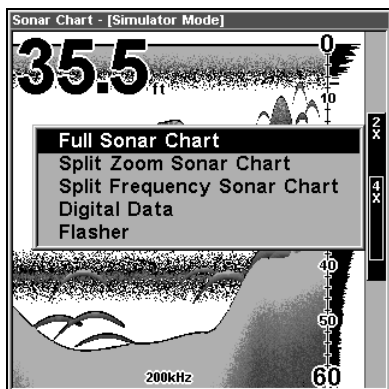 Sonar Chart - [Simulator Mode]
35.5 ft
0
10
2X
Full Sonar Chart
Split Zoom Sonar Chart
Split Frequency Sonar Chart
Digital Data
Flasher
4X
40
50
200kHz
60